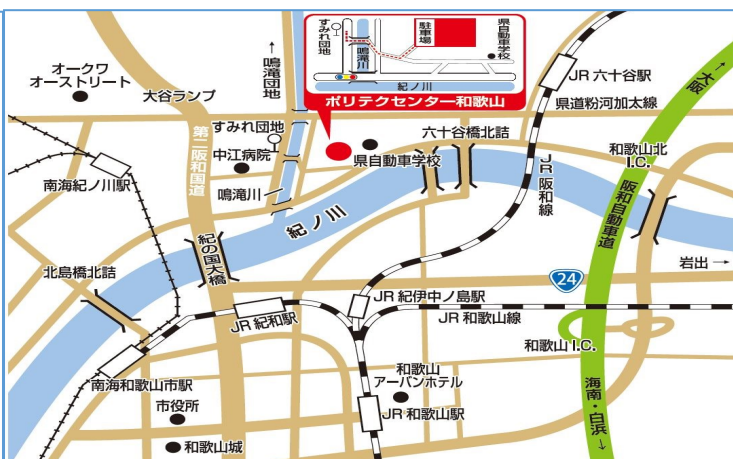 すみれ団地
鳴滝川
駐車場
県自動車学校
紀ノ川
ポリテクセンター和歌山
オークワ
オーストリート
大谷ランプ
↑鳴滝団地
JR 六十谷駅
県道粉河加太線
↑大阪
第二阪和国道
すみれ団地
中江病院
県自動車学校
六十谷橋北詰
和歌山北
I.C.
南海紀ノ川駅
鳴滝川
紀ノ川
JR 阪和線
阪和自動車道
紀の国大橋
岩出→
北島橋北詰
24
JR 紀和駅
JR 紀伊中ノ島駅
JR 和歌山線
和歌山 I.C.
南海和歌山市駅
和歌山
アーバンホテル
市役所
JR 和歌山駅
海南・白浜↓
和歌山城